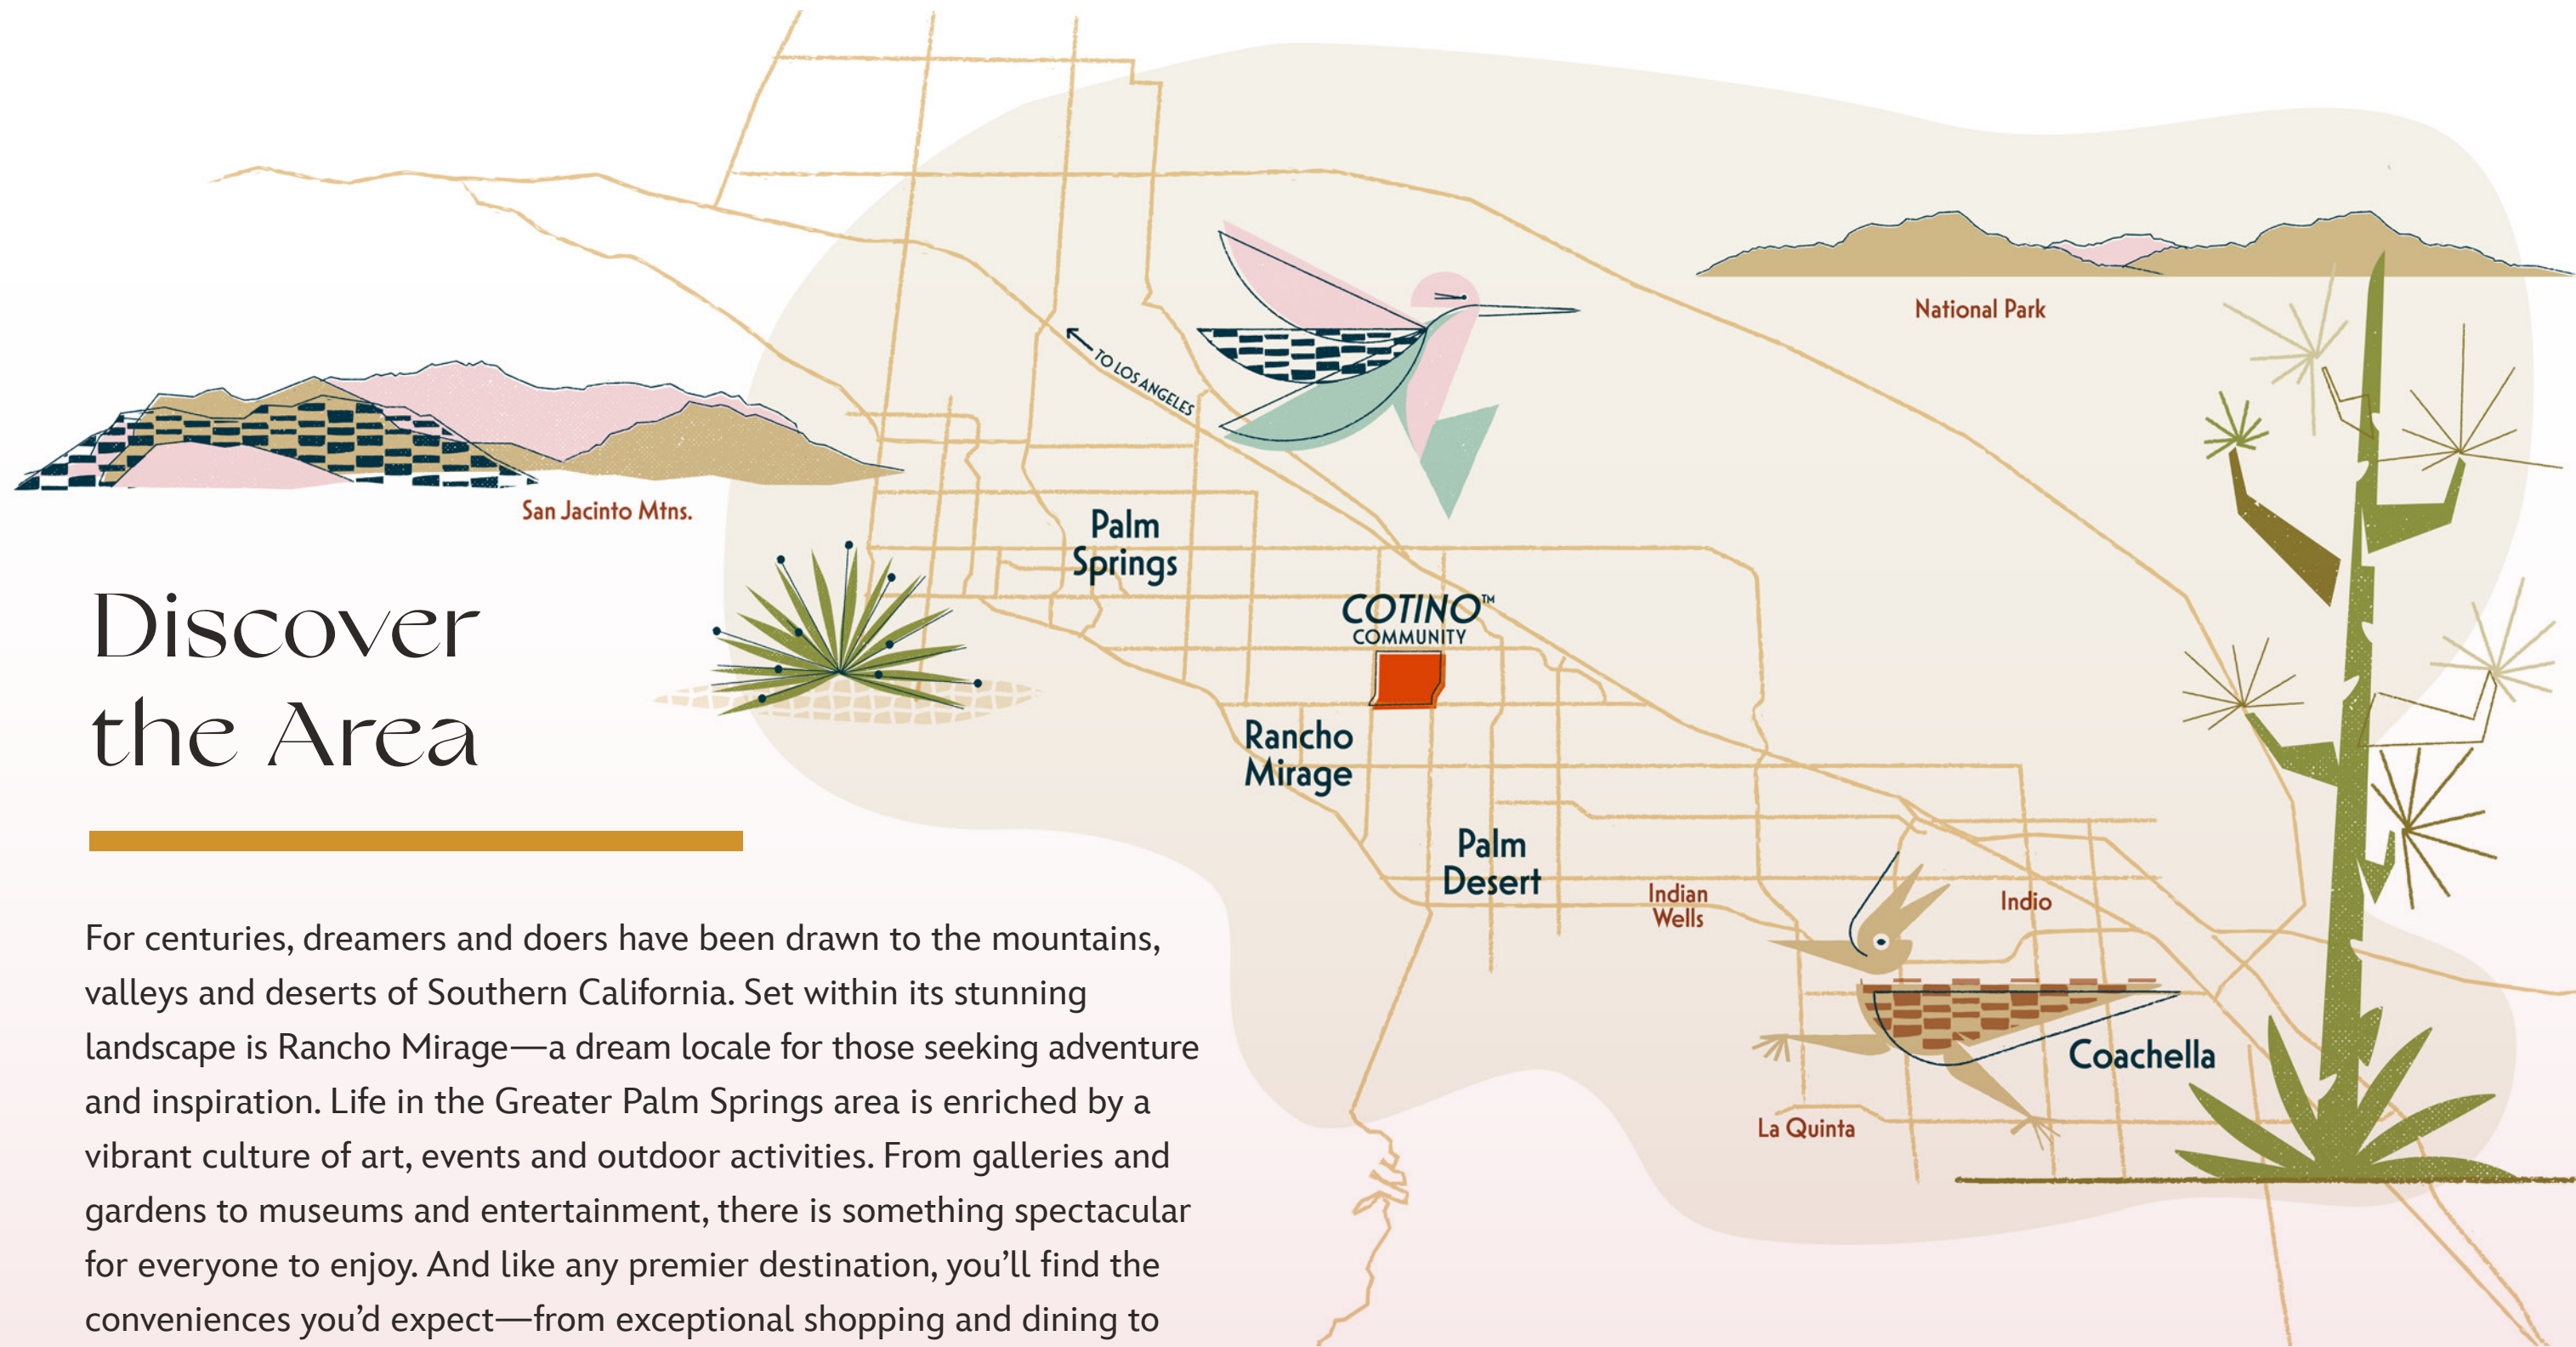 National Park
TO LOS ANGELES
San Jacinto Mtns.
Palm
Springs
COTINO™
COMMUNITY
Rancho
Mirage
Palm
Desert
Indian
Wells
Indio
Coachella
La Quinta
Discover
the Area
For centuries, dreamers and doers have been drawn to the mountains,
valleys and deserts of Southern California. Set within its stunning
landscape is Rancho Mirage—a dream locale for those seeking adventure
and inspiration. Life in the Greater Palm Springs area is enriched by a
vibrant culture of art, events and outdoor activities. From galleries and
gardens to museums and entertainment, there is something spectacular
for everyone to enjoy. And like any premier destination, you’ll find the
conveniences you’d expect—from exceptional shopping and dining to